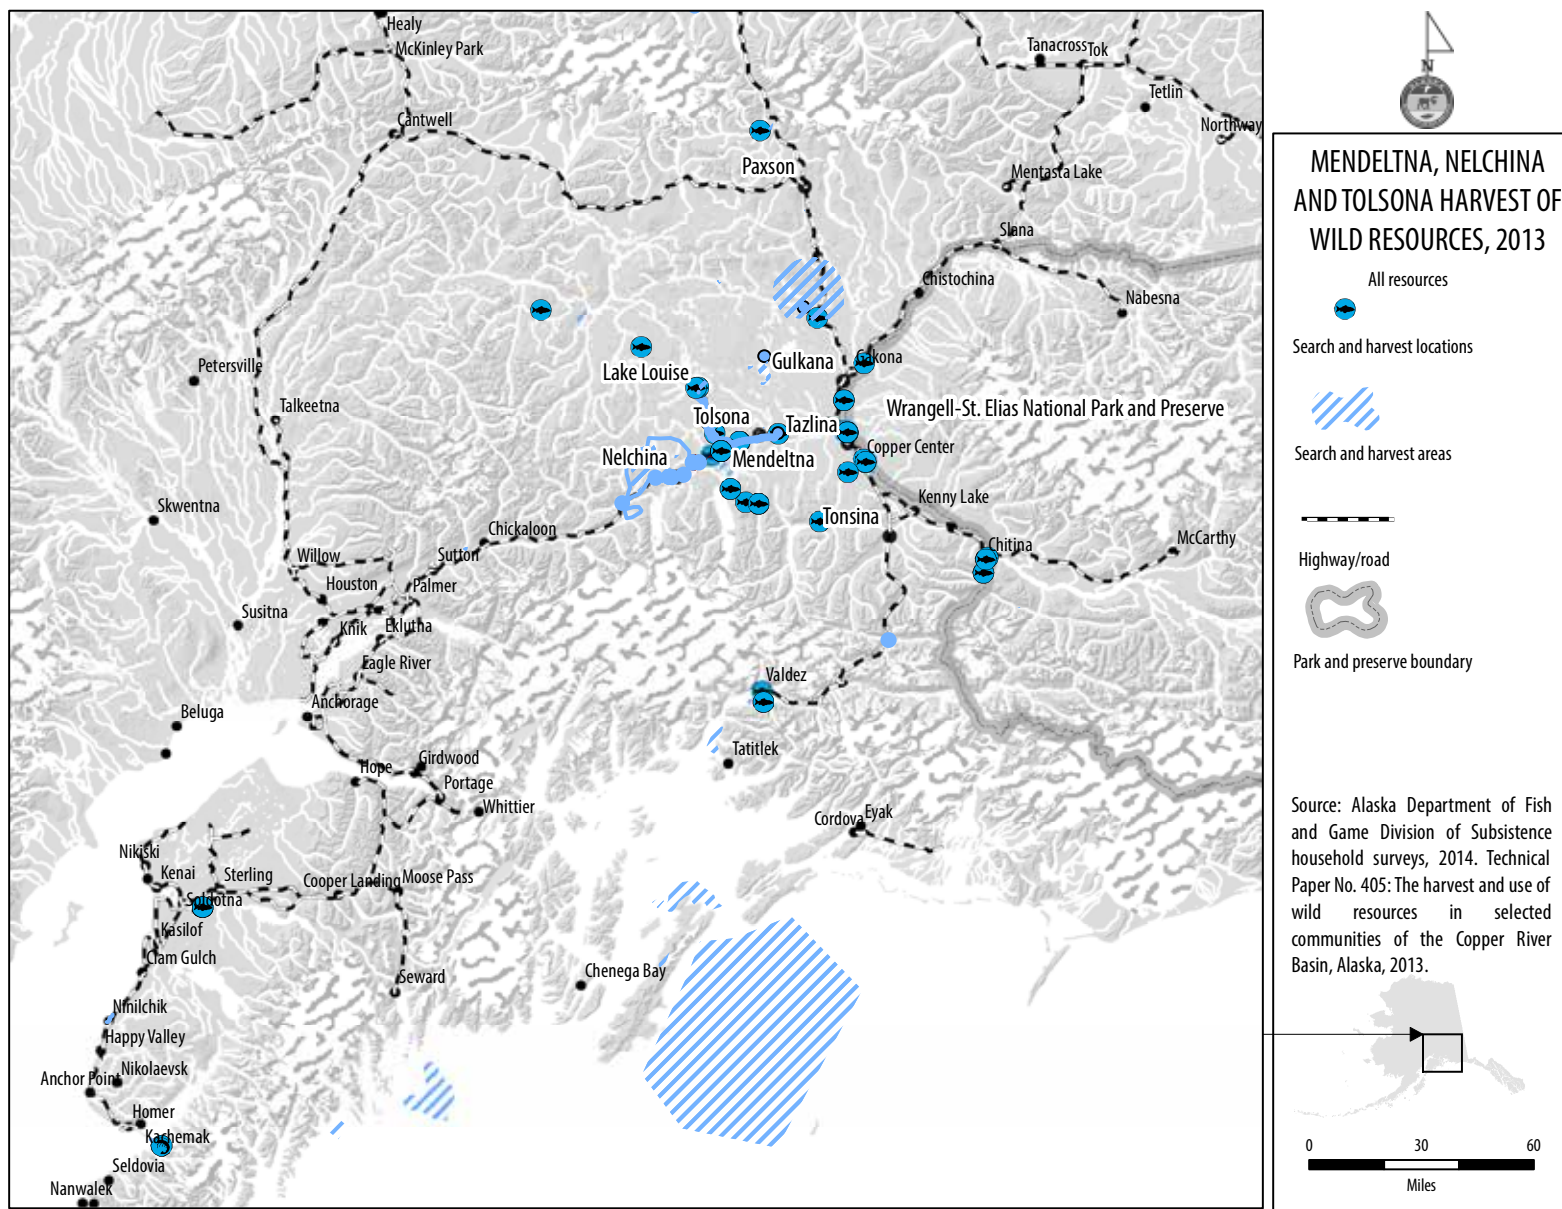 Healy
McKinley Park
Tanacross
Tok
Tetlin
Northway
Cantwell
Paxson
Mentasta Lake
Slana
Chistochina
Nabesna
Petersville
Gakona
Gulkana
Lake Louise
Talkeetna
Tolsona
Tazlina
Wrangell-St. Elias National Park and Preserve
Copper Center
Nelchina
Mendeltna
Skwentna
Kenny Lake
Chickaloon
Tonsina
Chitina
McCarthy
Willow
Sutton
Houston
Palmer
Susitna
Knik
Eklutna
Eagle River
Valdez
Anchorage
Beluga
Tatitlek
Girdwood
Hope
Portage
Whittier
Cordova
Eyak
Nikiski
Kenai
Sterling
Cooper Landing
Moose Pass
Soldotna
Kasilof
Clam Gulch
Seward
Chenega Bay
Ninilchik
Happy Valley
Nikolaevsk
Anchor Point
Homer
Kachemak
Seldovia
Nanwalek
N
MENDELTNA, NELCHINA
AND TOLSONA HARVEST OF
WILD RESOURCES, 2013
All resources
Search and harvest locations
Search and harvest areas
Highway/road
Park and preserve boundary
Source: Alaska Department of Fish
and Game Division of Subsistence
household surveys, 2014. Technical
Paper No. 405: The harvest and use of
wild resources in selected
communities of the Copper River
Basin, Alaska, 2013.
0 30 60
Miles